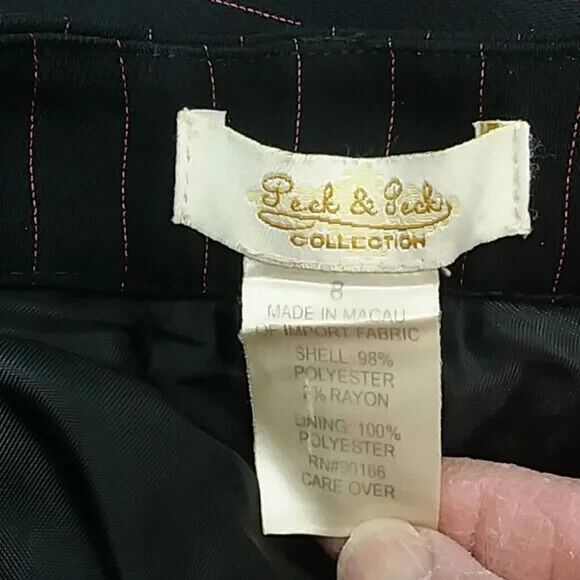 Peck & Peck
COLLECTION
8
MADE IN MACAU
OF IMPORT FABRIC
SHELL 98%
POLYESTER
2% RAYON
LINING 100%
POLYESTER
RN#90166
CARE OVER